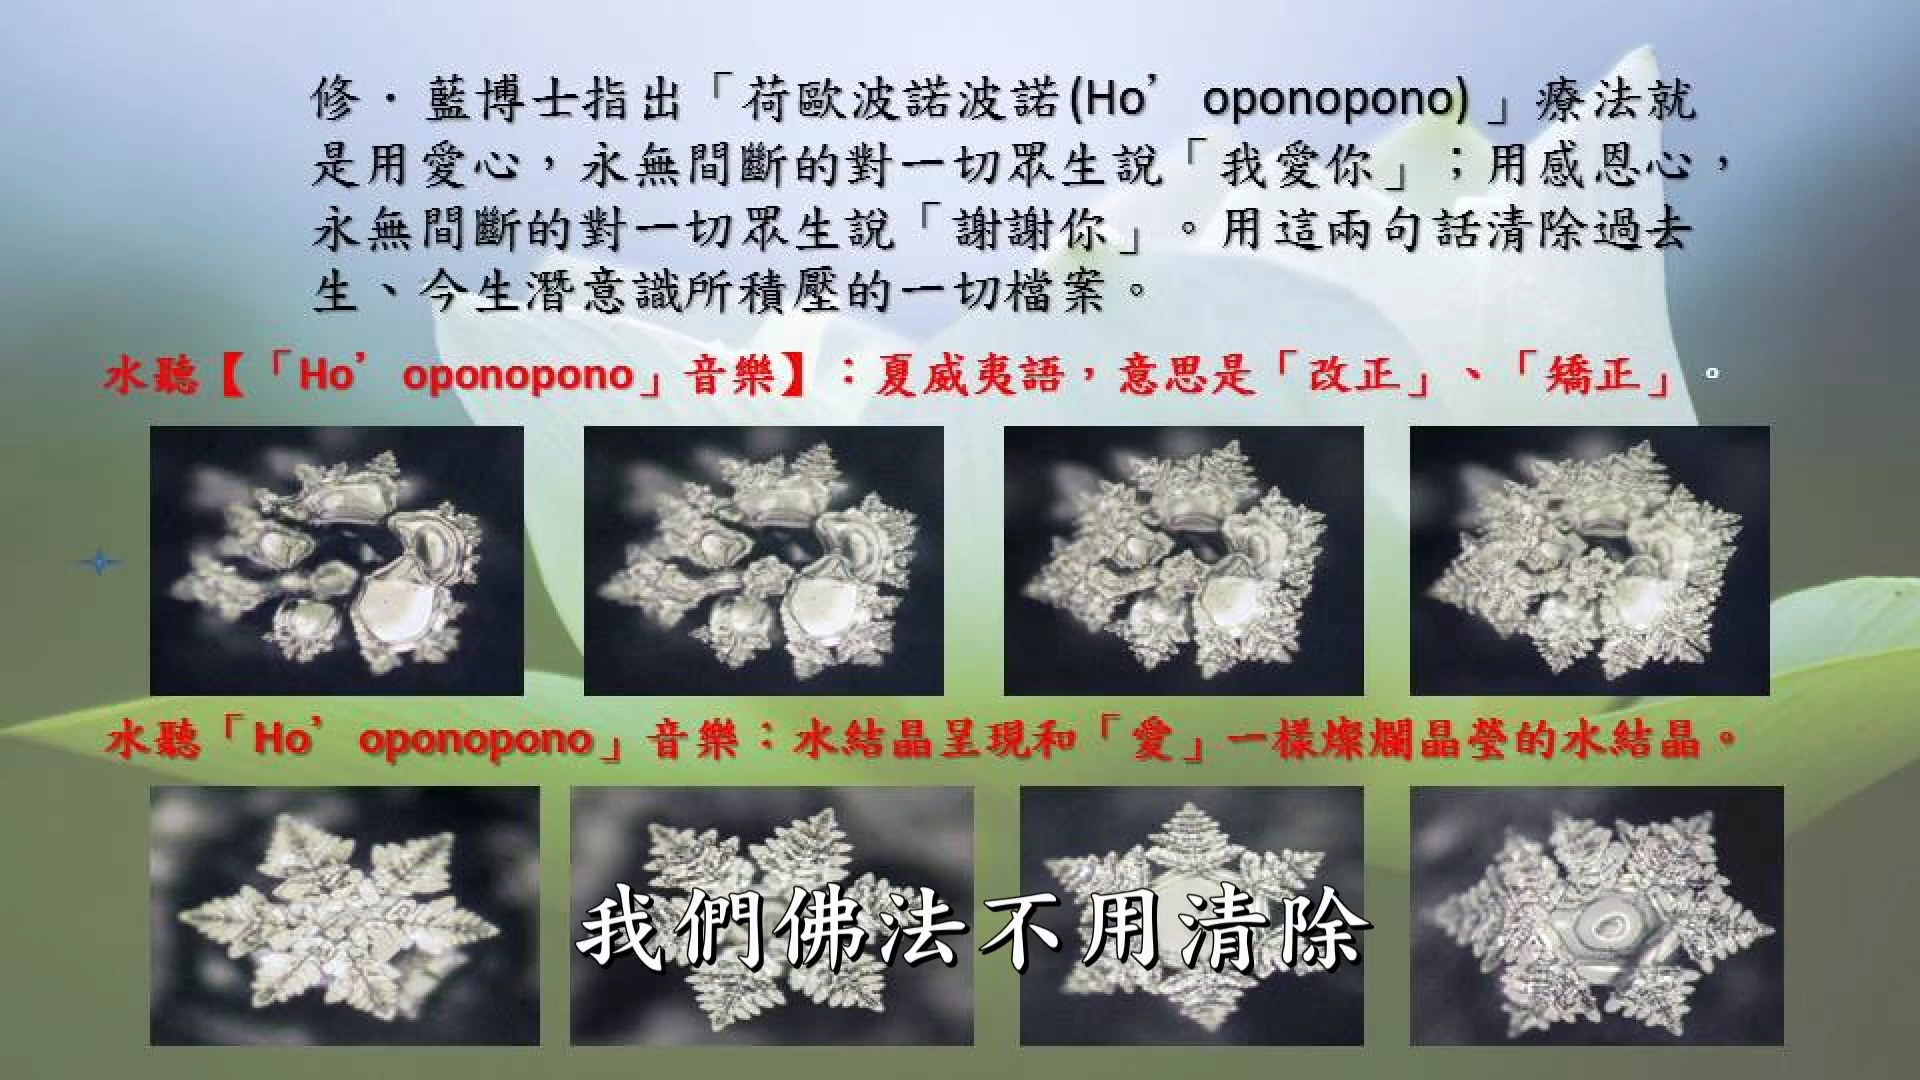 修．藍博士指出「荷歐波諾波諾(Ho’ oponopono)」療法就
是用愛心，永無間斷的對一切眾生說「我愛你」；用感恩心，
永無間斷的對一切眾生說「謝謝你」。用這兩句話清除過去
生、今生潛意識所積壓的一切檔案。
水聽【「Ho’ oponopono」音樂】：夏威夷語，意思是「改正」、「矯正」。
水聽「Ho’ oponopono」音樂：水結晶呈現和「愛」一樣燦爛晶瑩的水結晶。
我們佛法不用清除